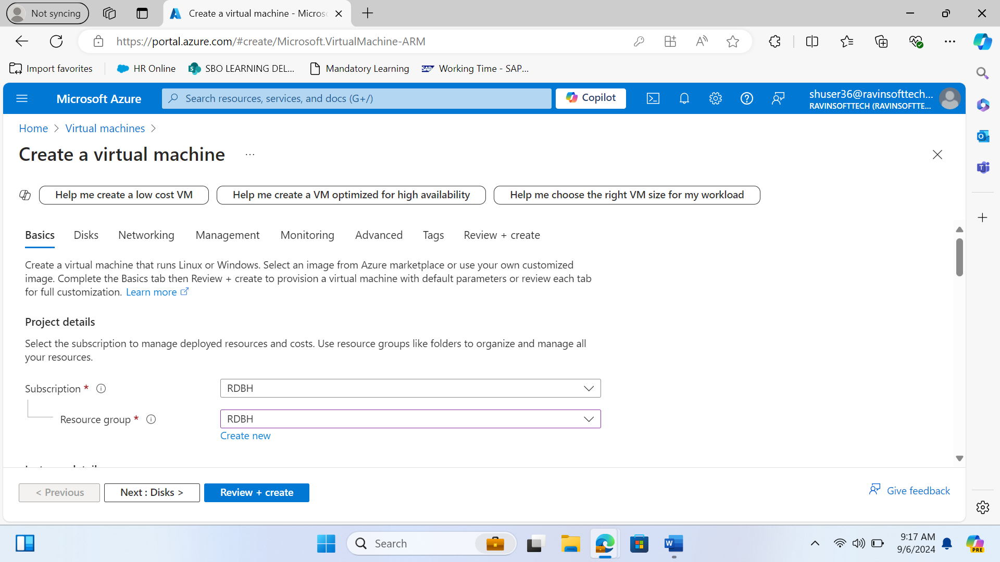 Not syncing
Create a virtual machine - Micros
https://portal.azure.com/#create/Microsoft.VirtualMachine-ARM
Import favorites
HR Online
SBO LEARNING DEL...
Mandatory Learning
SAP
Working Time - SAP...
Microsoft Azure
Search resources, services, and docs (G+/)
Copilot
shuser36@ravinsofttech...
RAVINSOFTTECH (RAVINSOFTTE...
Home > Virtual machines >
Create a virtual machine ...
Help me create a low cost VM
Help me create a VM optimized for high availability
Help me choose the right VM size for my workload
Basics
Disks
Networking
Management
Monitoring
Advanced
Tags
Review + create
Create a virtual machine that runs Linux or Windows. Select an image from Azure marketplace or use your own customized
image. Complete the Basics tab then Review + create to provision a virtual machine with default parameters or review each tab
for full customization. Learn more
Project details
Select the subscription to manage deployed resources and costs. Use resource groups like folders to organize and manage all
your resources.
Subscription *
RDBH
Resource group *
RDBH
Create new
< Previous
Next : Disks >
Review + create
Give feedback
Search
9:17 AM
9/6/2024
PRE